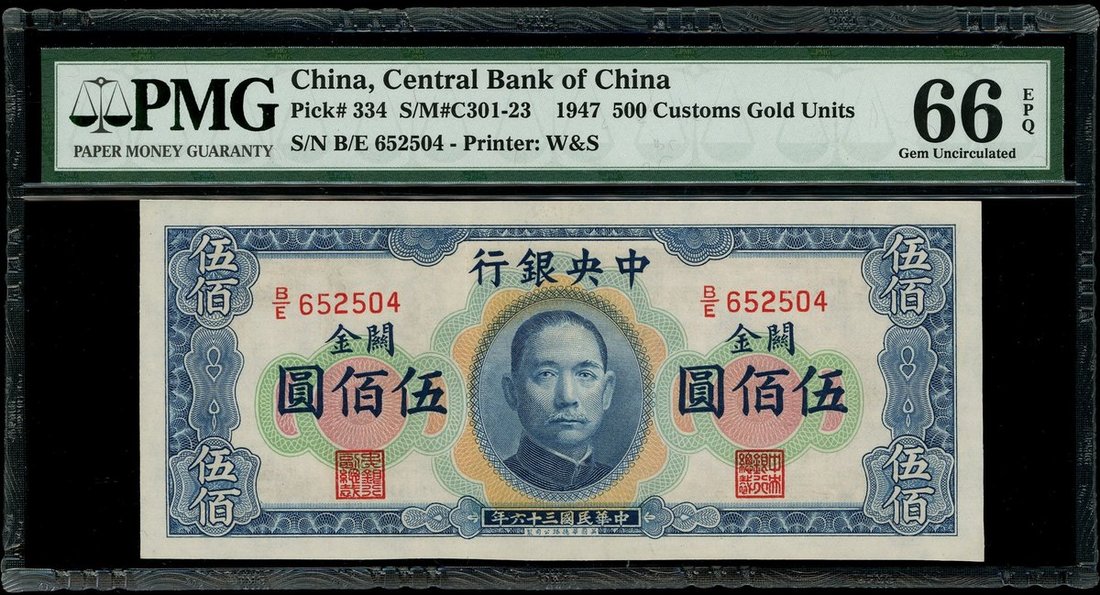 PMG
PAPER MONEY GUARANTY
China, Central Bank of China
Pick# 334 S/M#C301-23 1947 500 Customs Gold Units
S/N B/E 652504 - Printer: W&S
66 EPQ
Gem Uncirculated
行銀央中
伍佰
伍佰
B/E 652504
B/E 652504
金關
金關
圓佰伍
圓佰伍
伍佰
伍佰
年六十三國民華中